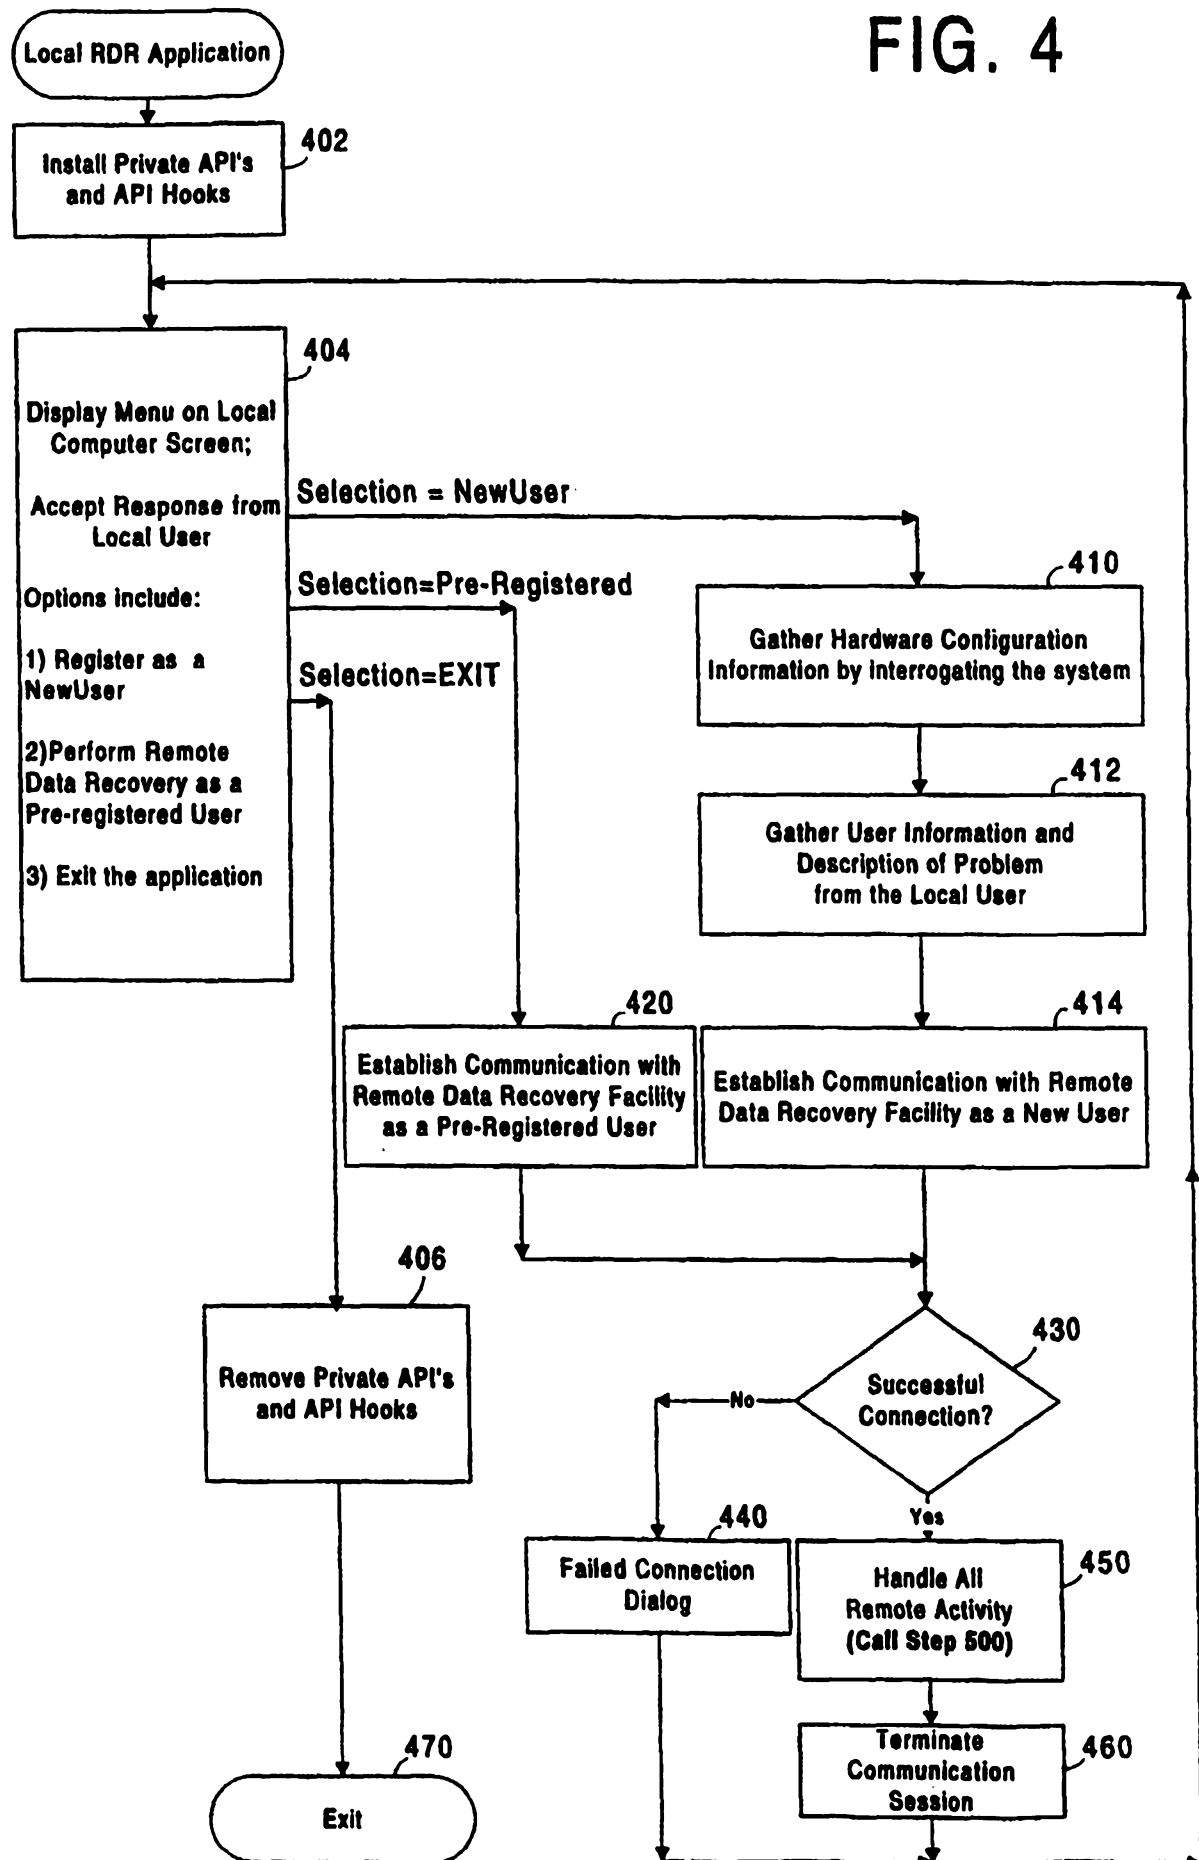 FIG. 4
Local RDR Application
402
Install Private API's
and API Hooks
404
Display Menu on Local
Computer Screen;
Accept Response from
Local User
Options include:
1) Register as a
NewUser
2)Perform Remote
Data Recovery as a
Pre-registered User
3) Exit the application
Selection = NewUser
Selection=Pre-Registered
Selection=EXIT
410
Gather Hardware Configuration
Information by interrogating the system
412
Gather User Information and
Description of Problem
from the Local User
420
Establish Communication with
Remote Data Recovery Facility
as a Pre-Registered User
414
Establish Communication with Remote
Data Recovery Facility as a New User
406
Remove Private API's
and API Hooks
430
Successful
Connection?
No
Yes
440
Failed Connection
Dialog
450
Handle All
Remote Activity
(Call Step 500)
460
Terminate
Communication
Session
470
Exit